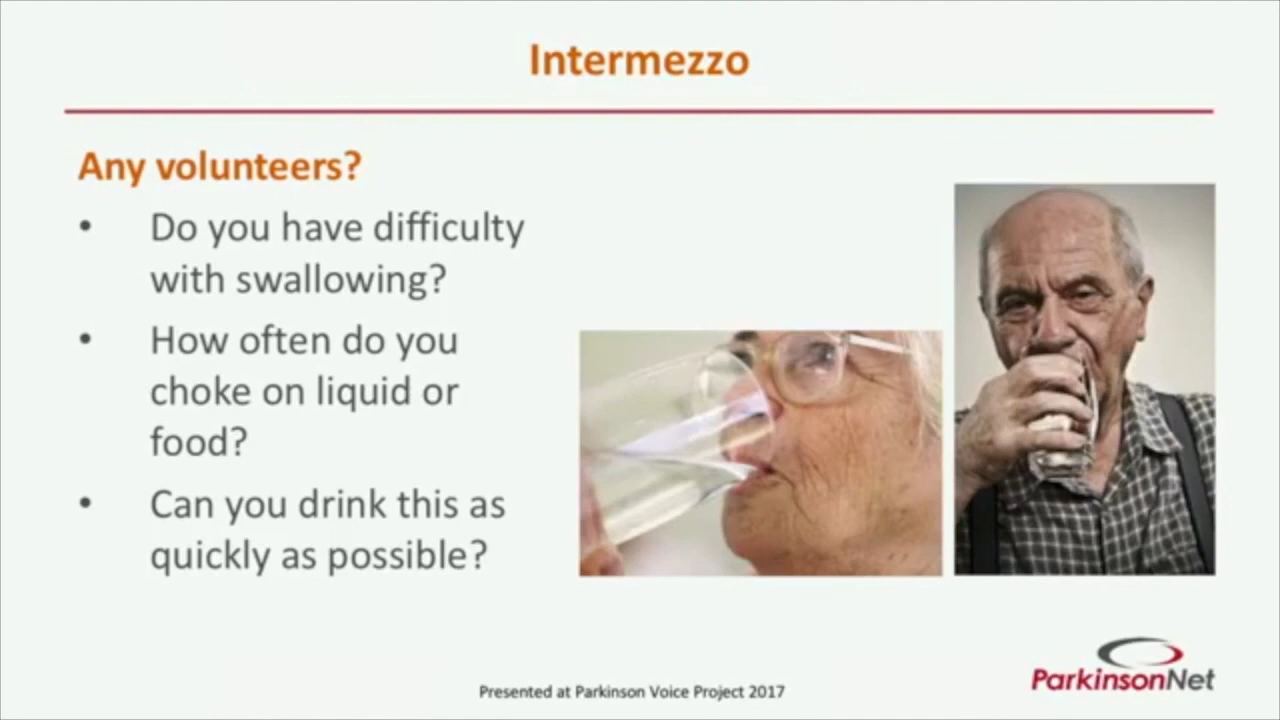 Intermezzo
Any volunteers?
• Do you have difficulty
with swallowing?
• How often do you
choke on liquid or
food?
• Can you drink this as
quickly as possible?
ParkinsonNet
Presented at Parkinson Voice Project 2017